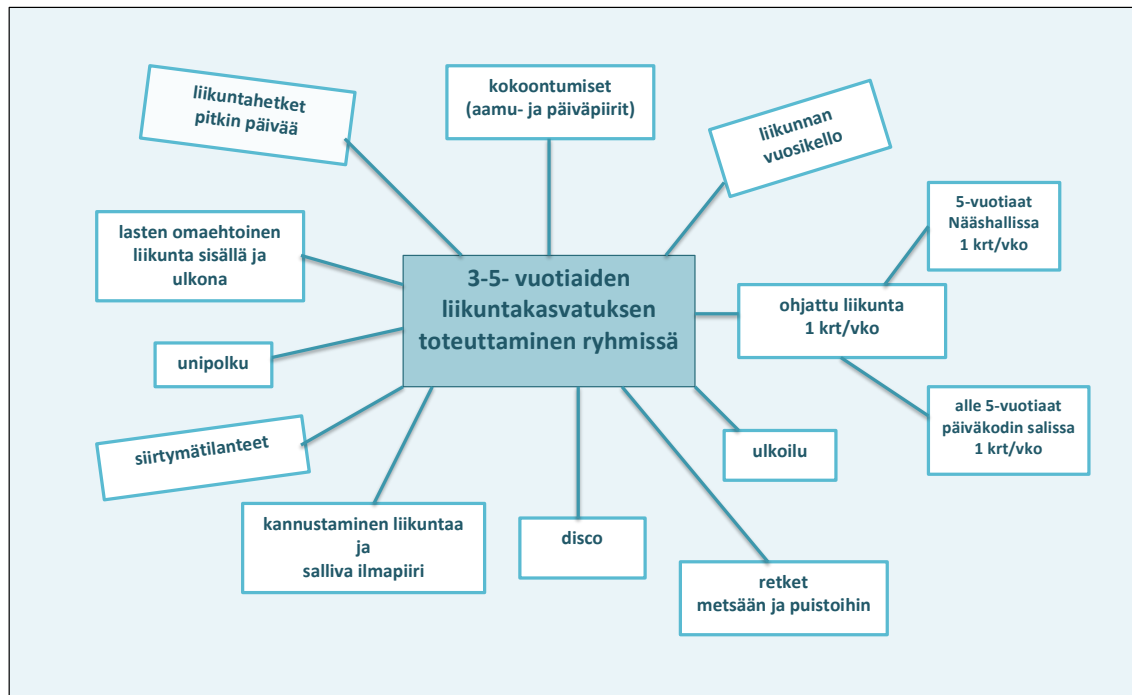 liikuntahetket
pitkin päivää
kokoontumiset
(aamu- ja päiväpiirit)
liikunnan
vuosikello
5-vuotiaat
Nääshallissa
1 krt/vko
lasten omaehtoinen
liikunta sisällä ja
ulkona
3-5- vuotiaiden
liikuntakasvatuksen
toteuttaminen ryhmissä
ohjattu liikunta
1 krt/vko
unipolku
alle 5-vuotiaat
päiväkodin salissa
1 krt/vko
siirtymätilanteet
ulkoilu
kannustaminen liikuntaa
ja
salliva ilmapiiri
disco
retket
metsään ja puistoihin